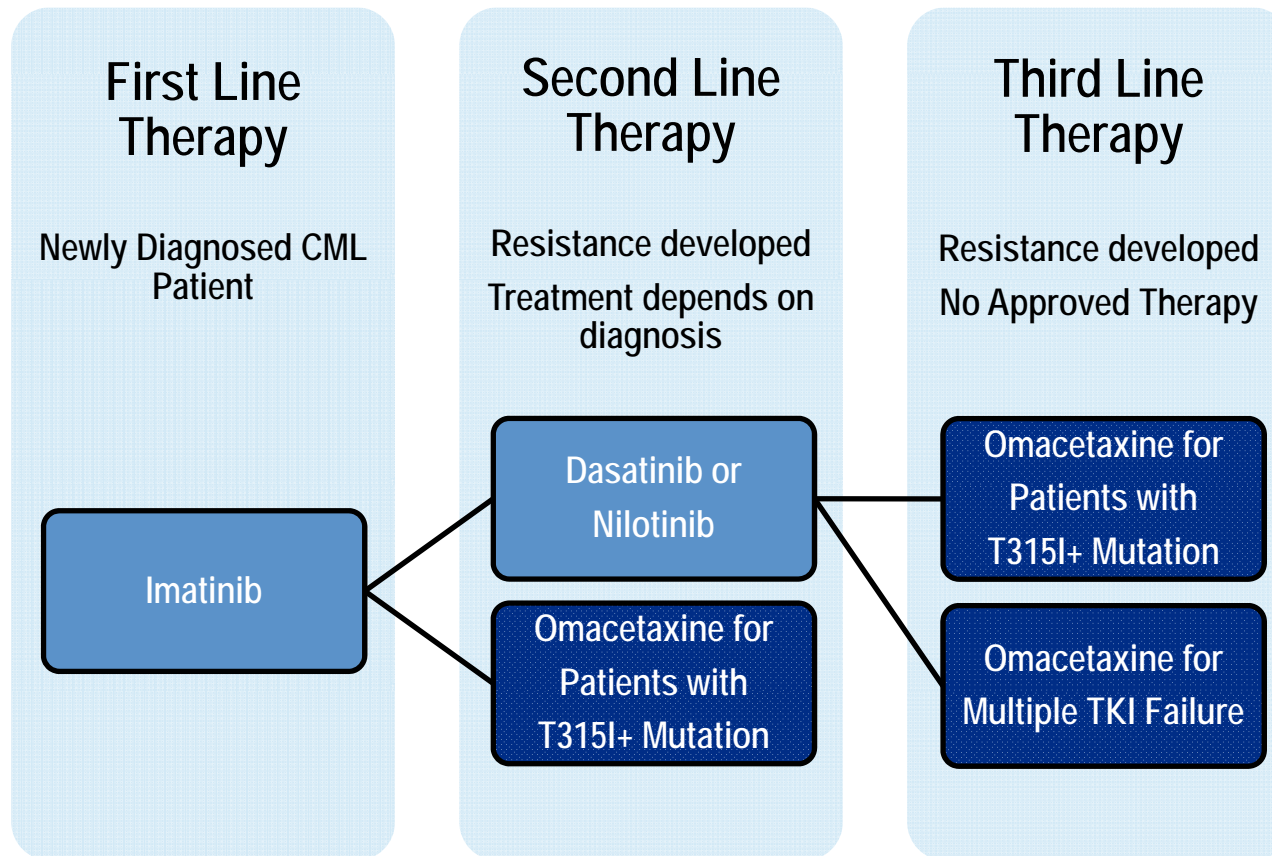 First Line
Therapy
Newly Diagnosed CML
Patient
Imatinib
Second Line
Therapy
Resistance developed
Treatment depends on
diagnosis
Dasatinib or
Nilotinib
Omacetaxine for
Patients with
T315I+ Mutation
Third Line
Therapy
Resistance developed
No Approved Therapy
Omacetaxine for
Patients with
T315I+ Mutation
Omacetaxine for
Multiple TKI Failure